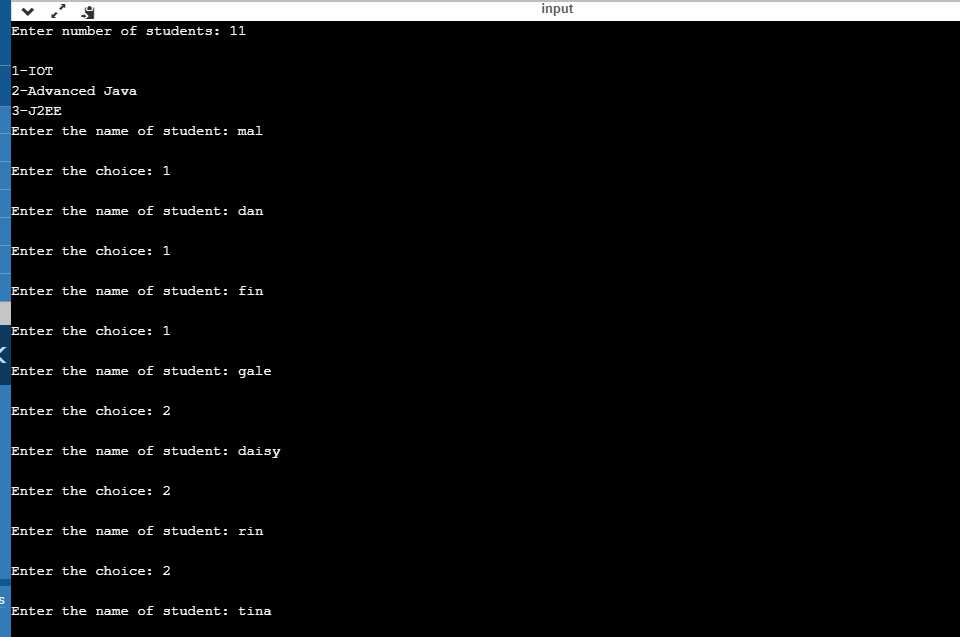 input
Enter number of students: 11
1-IOT
2-Advanced Java
3-J2EE
Enter the name of student: mal
Enter the choice: 1
Enter the name of student: dan
Enter the choice: 1
Enter the name of student: fin
Enter the choice: 1
Enter the name of student: gale
Enter the choice: 2
Enter the name of student: daisy
Enter the choice: 2
Enter the name of student: rin
Enter the choice: 2
s
Enter the name of student: tina